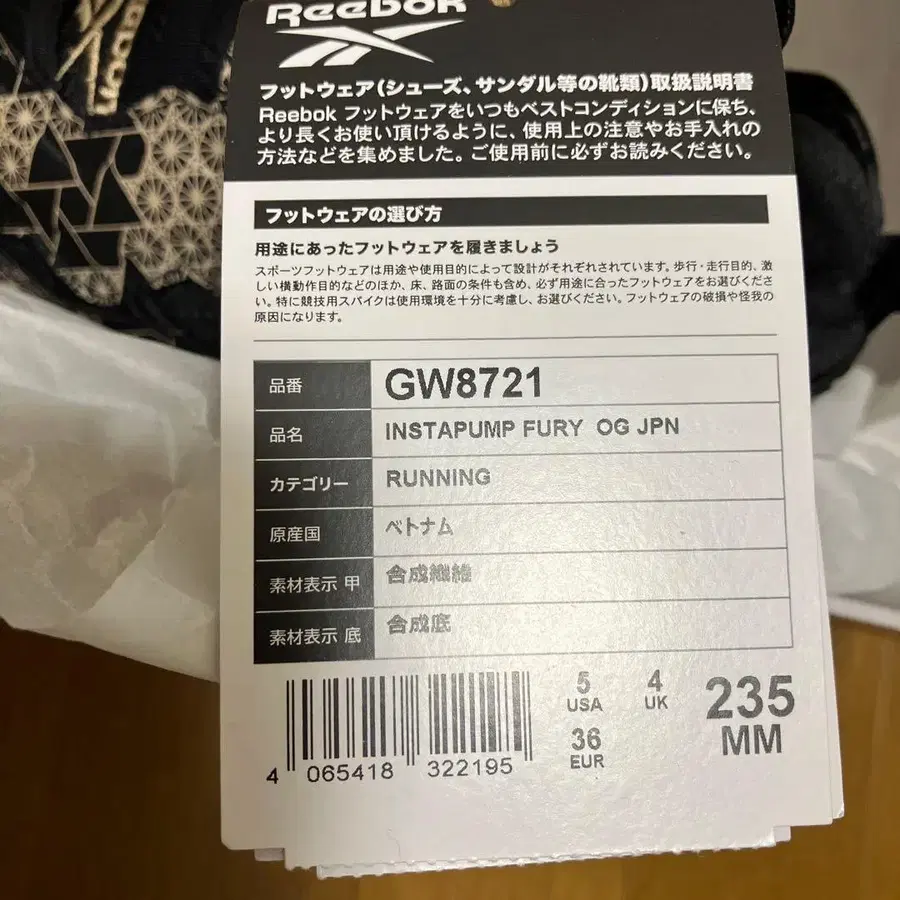 Reebok
フットウェア(シューズ、サンダル等の靴類)取扱説明書
Reebok フットウェアをいつもベストコンディションに保ち、
より長くお使い頂けるように、使用上の注意やお手入れの
方法などを集めました。ご使用前に必ずお読みください。
フットウェアの選び方
用途にあったフットウェアを履きましょう
スポーツフットウェアは用途や使用目的によって設計がそれぞれされています。歩行・走行目的、激
しい横動作目的などのほか、床、路面の条件も含め、必ず用途に合ったフットウェアをお選びくださ
い。特に競技用スパイクは使用環境を十分に考慮し、お選びください。フットウェアの破損や怪我の
原因になります。
品番 GW8721
品名 INSTAPUMP FURY OG JPN
カテゴリー RUNNING
原産国 ベトナム
素材表示 甲 合成繊維
素材表示 底 合成底
5 USA 4 UK 235 MM
36 EUR
4 065418 322195